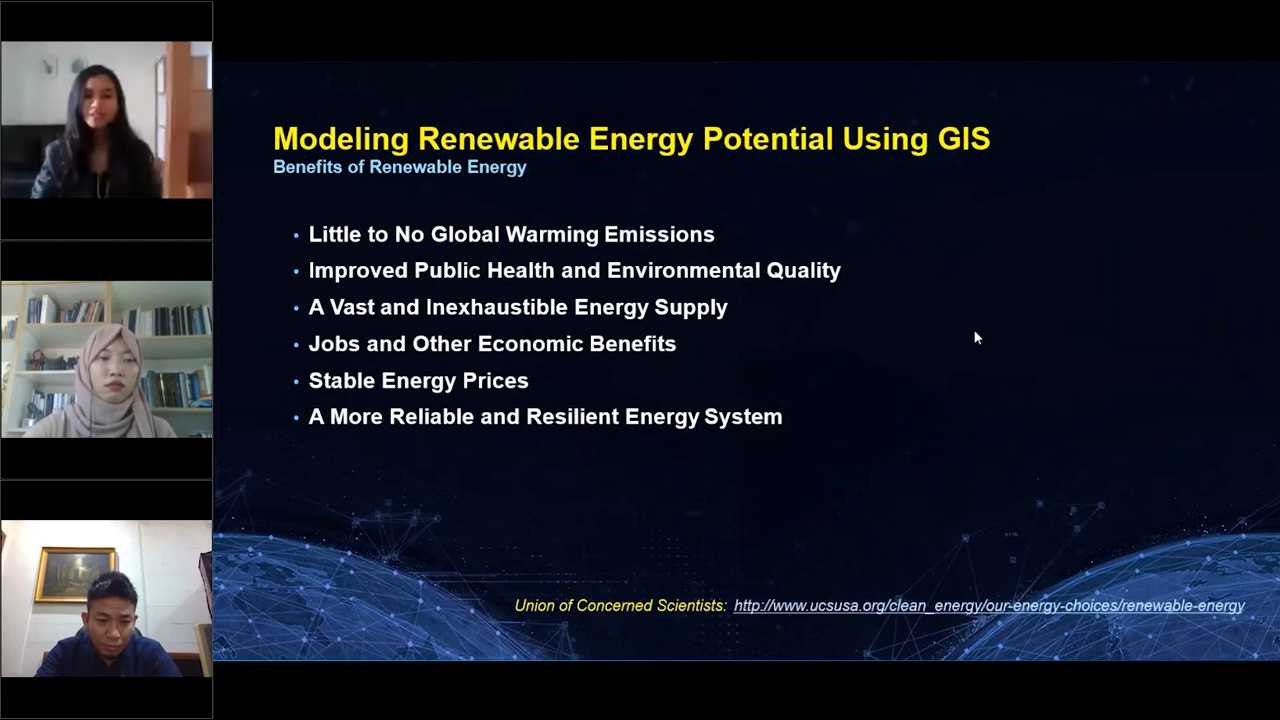 Modeling Renewable Energy Potential Using GIS
Benefits of Renewable Energy
• Little to No Global Warming Emissions
• Improved Public Health and Environmental Quality
• A Vast and Inexhaustible Energy Supply
• Jobs and Other Economic Benefits
• Stable Energy Prices
• A More Reliable and Resilient Energy System
Union of Concerned Scientists: http://www.ucsusa.org/clean_energy/our-energy-choices/renewable-energy